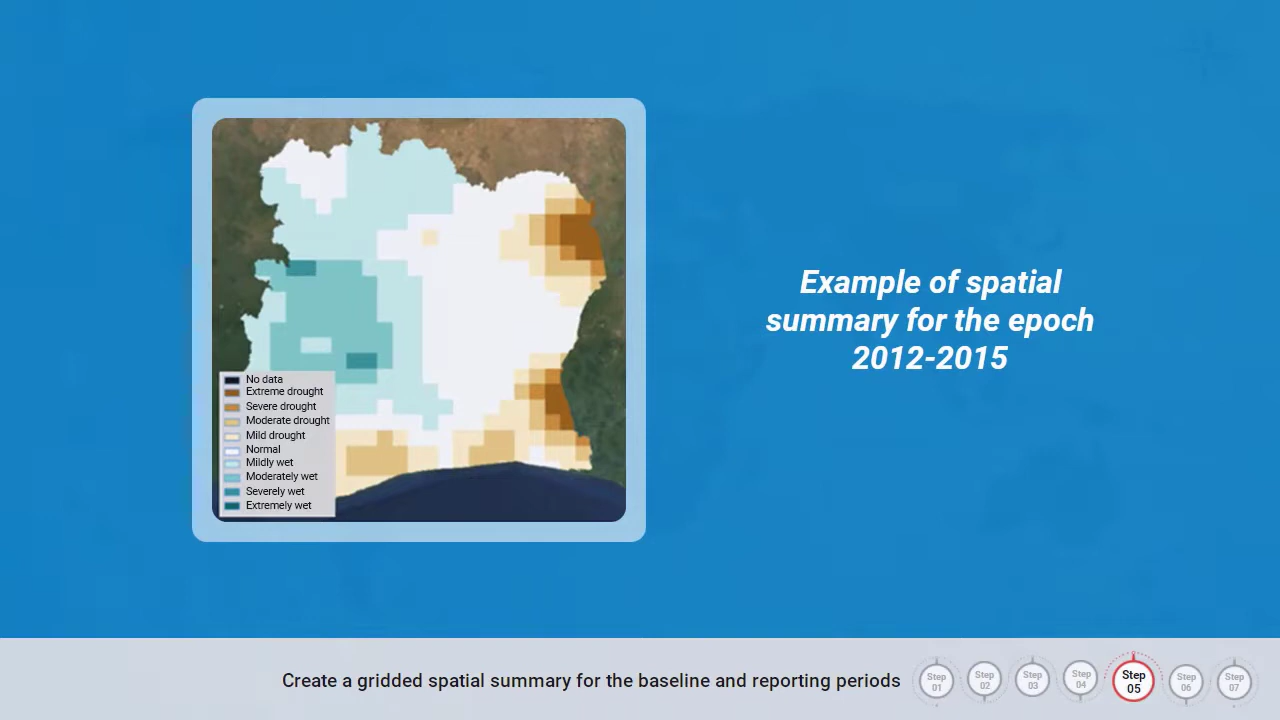 Example of spatial
summary for the epoch
2012-2015
No data
Extreme drought
Severe drought
Moderate drought
Mild drought
Normal
Mildly wet
Moderately wet
Severely wet
Extremely wet
Create a gridded spatial summary for the baseline and reporting periods
Step
01
Step
02
Step
03
Step
04
Step
05
Step
06
Step
07